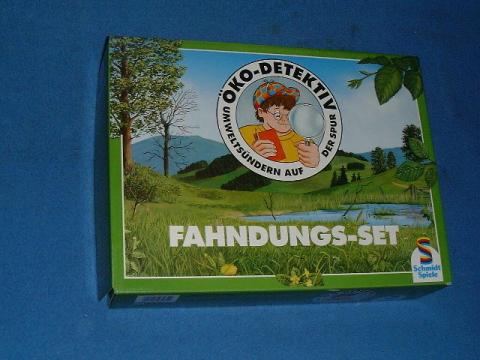 ÖKO-DETEKTIV
UMWELTSÜNDERN AUF DER SPUR
FAHNDUNGS-SET
Schmidt
Spiele